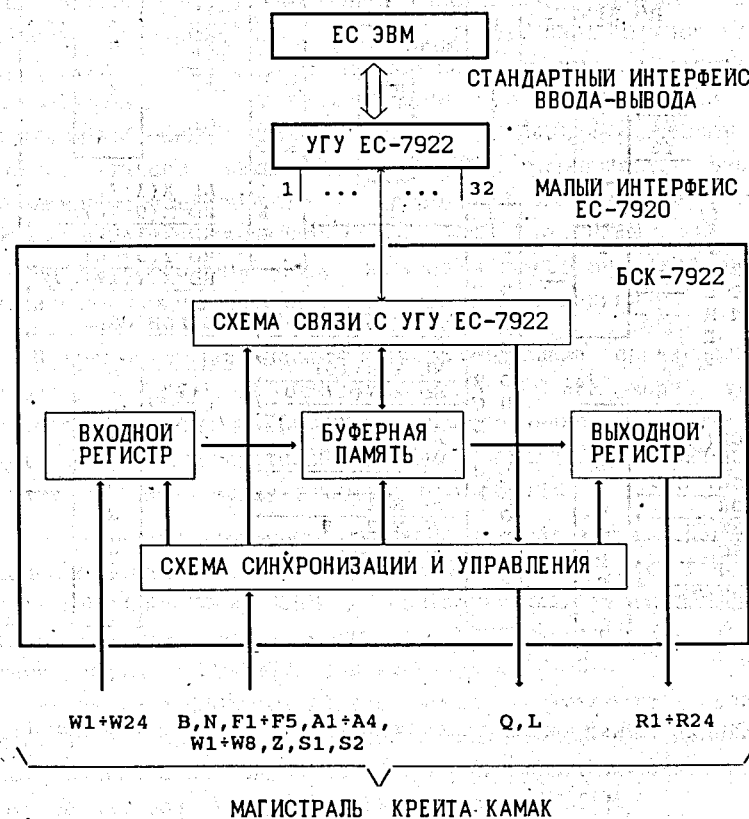 ЕС ЭВМ
СТАНДАРТНЫЙ ИНТЕРФЕЙС
ВВОДА-ВЫВОДА
УГУ ЕС-7922
1 ... ... 32
МАЛЫЙ ИНТЕРФЕЙС
ЕС-7920
БСК-7922
СХЕМА СВЯЗИ С УГУ ЕС-7922
ВХОДНОЙ
РЕГИСТР
БУФЕРНАЯ
ПАМЯТЬ
ВЫХОДНОЙ
РЕГИСТР
СХЕМА СИНХРОНИЗАЦИИ И УПРАВЛЕНИЯ
W1÷W24
B,N,F1÷F5,A1÷A4,
W1÷W8,Z,S1,S2
Q,L
R1÷R24
МАГИСТРАЛЬ КРЕЙТА КАМАК